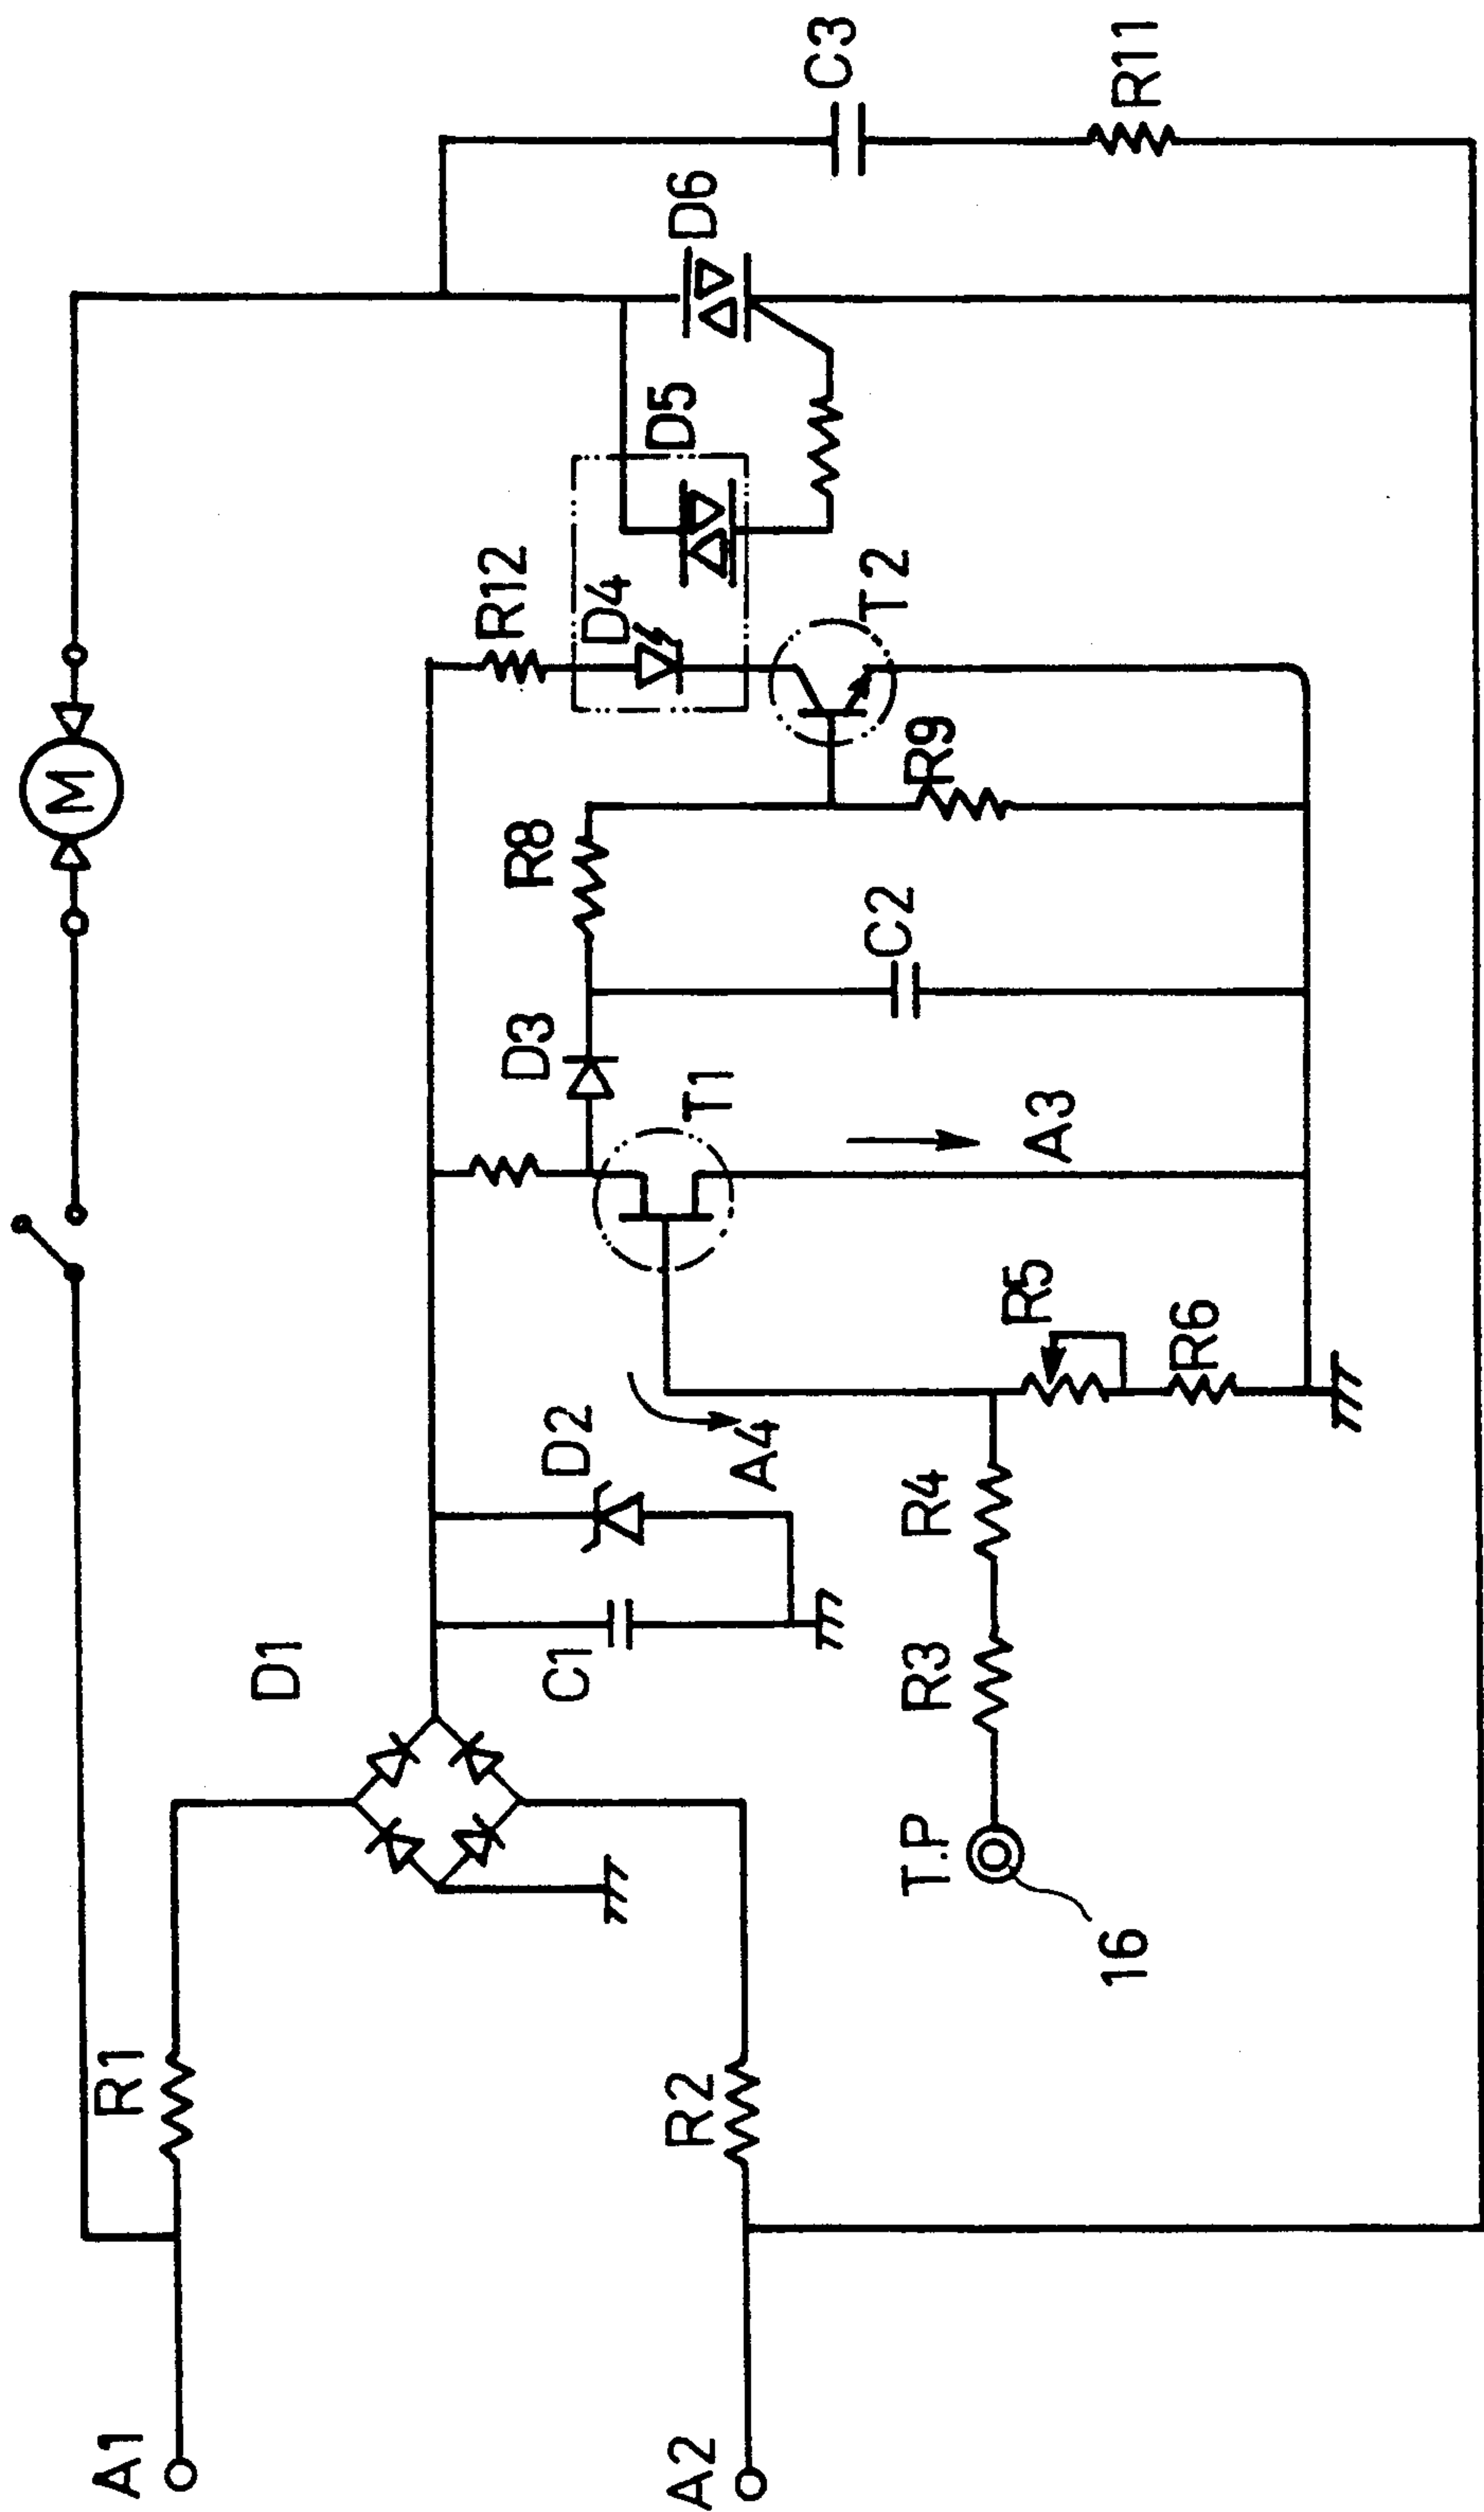 A1
A2
R1
R2
D1
C1
D2
A4
T.P
16
R3
R4
R5
R6
T1
A3
D3
C2
R8
R9
T2
R12
D4
D5
D6
C3
R11
M